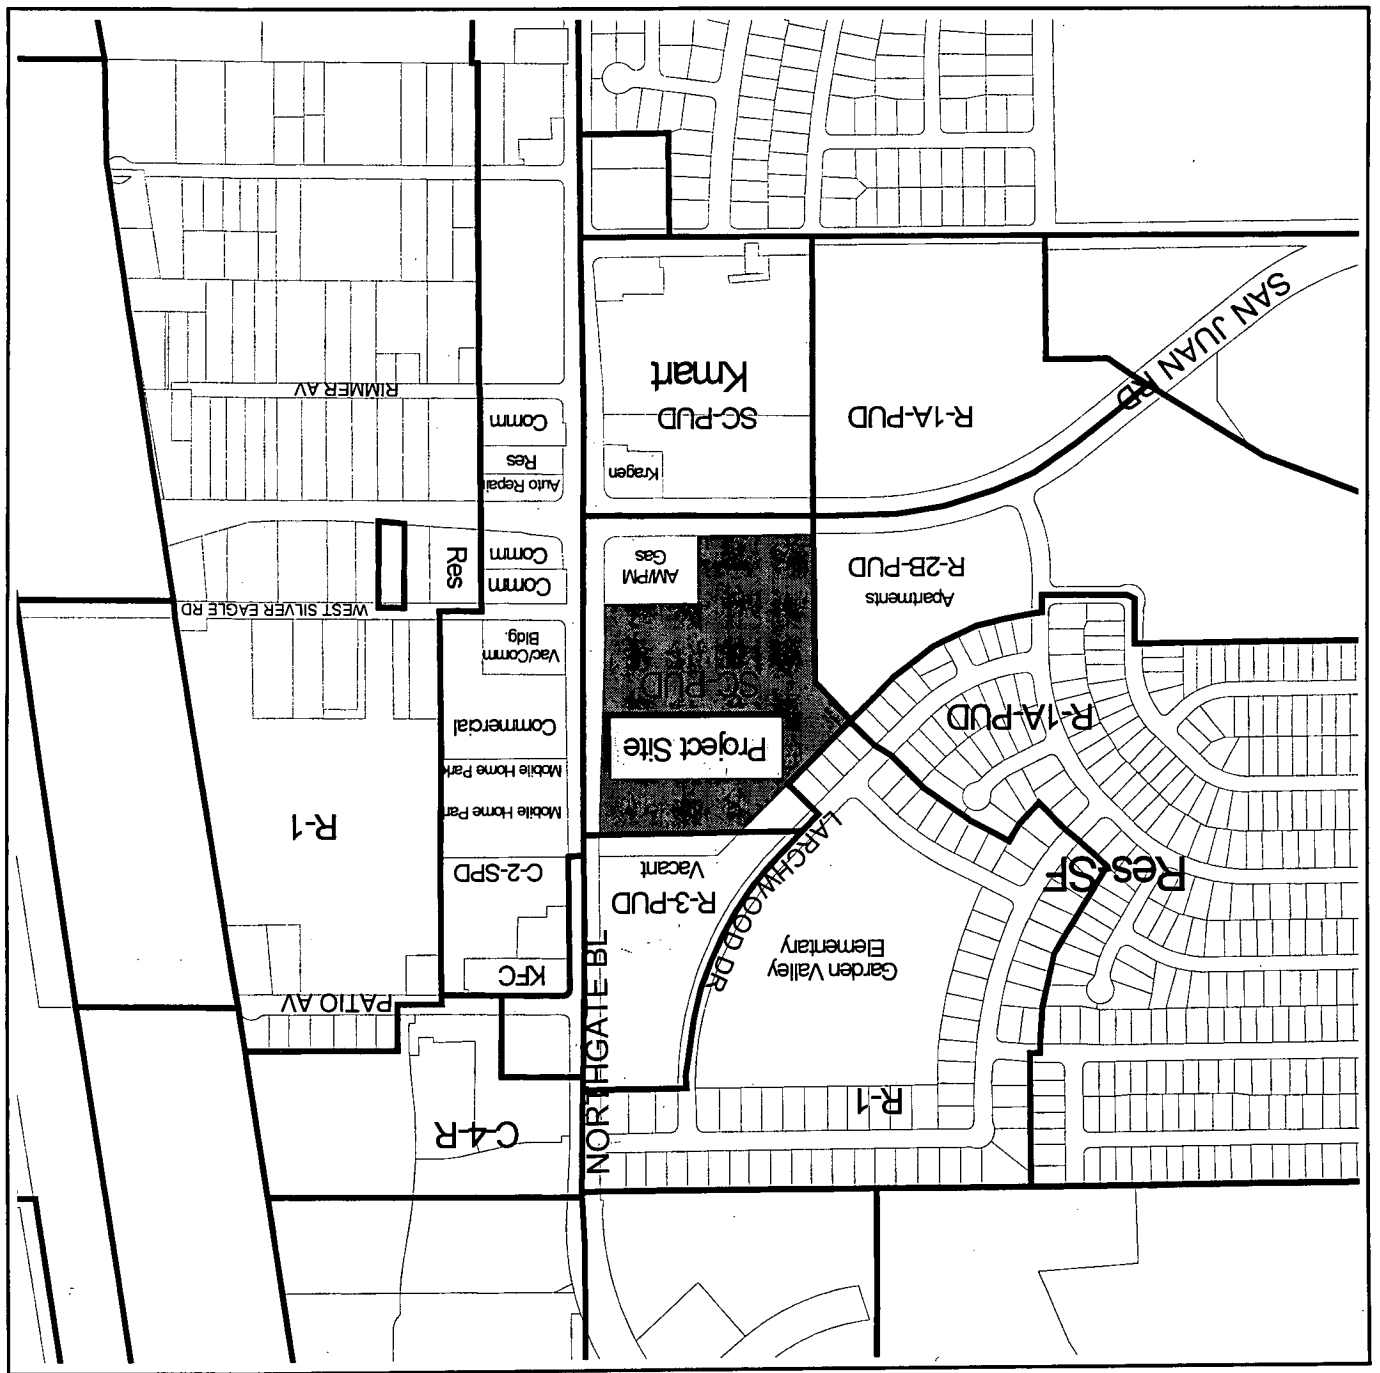 C-4-R
R-1
NORTHGATE BL
PATIO AV
KFC
Garden Valley
Elementary
LARCHWOOD DR
R-3-PUD
Vacant
C-2-SPD
Res-SF
R-1
Mobile Home Park
Mobile Home Park
Project Site
Commercial
R-1A-PUD
SC-PUD
Vac/Comm
Bldg.
WEST SILVER EAGLE RD
Apartments
R-2B-PUD
AM/PM
Gas
Comm
Comm
Res
Auto Repair
Res
Kragen
Comm
R-1A-PUD
SC-PUD
Kmart
RIMMER AV
SAN JUAN RD